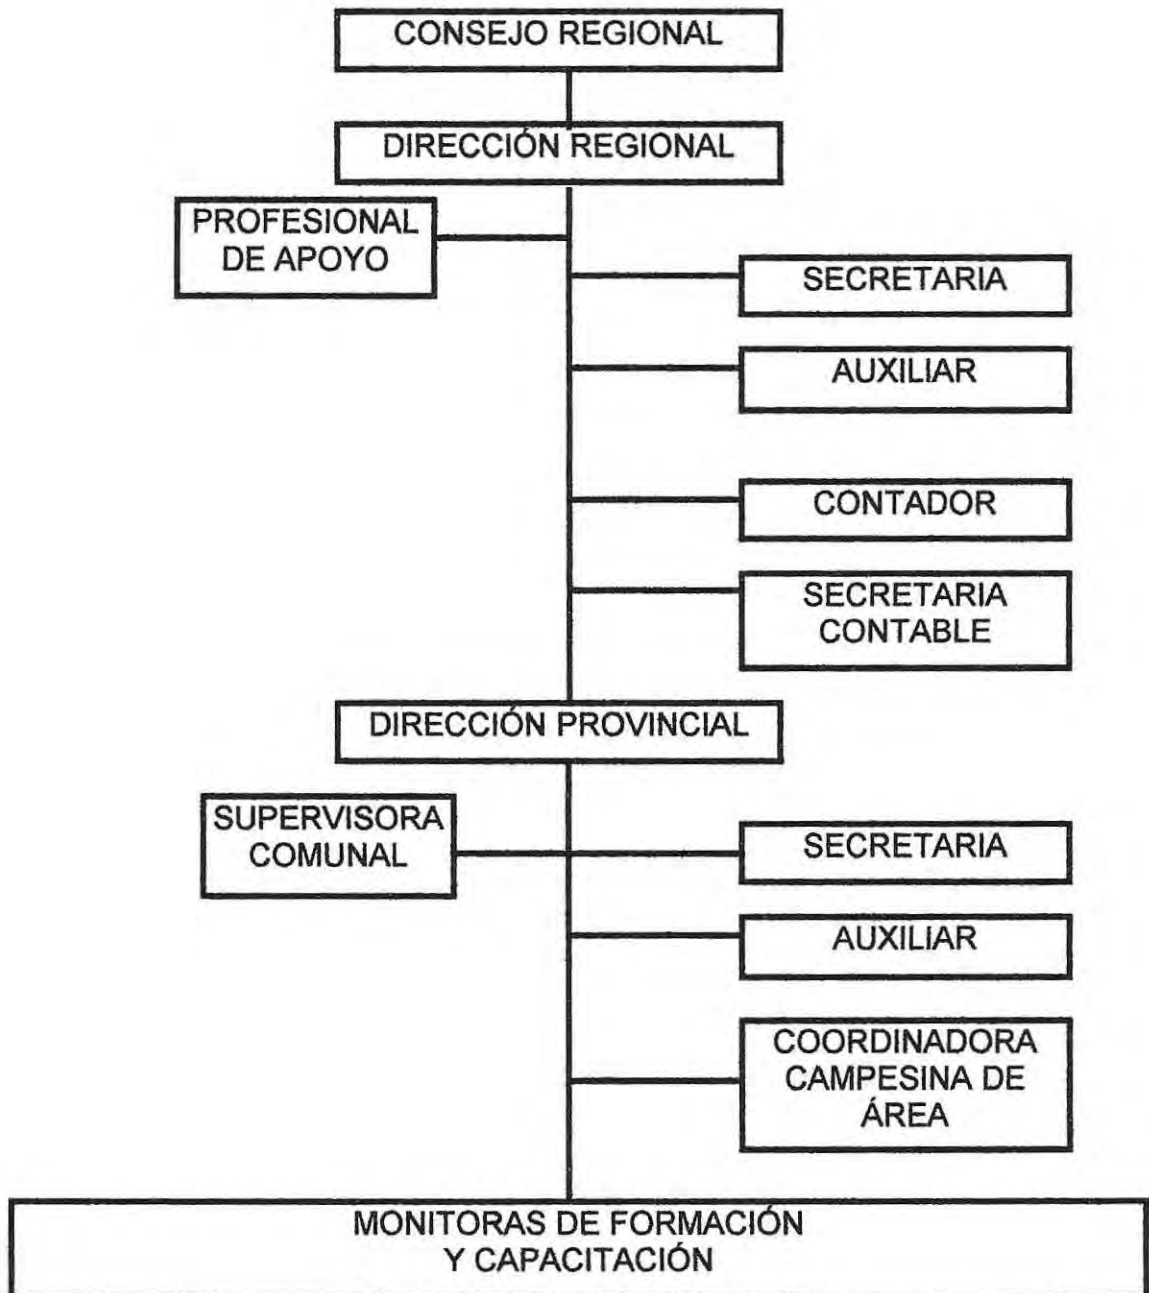 CONSEJO REGIONAL
DIRECCIÓN REGIONAL
PROFESIONAL
DE APOYO
SECRETARIA
AUXILIAR
CONTADOR
SECRETARIA
CONTABLE
DIRECCIÓN PROVINCIAL
SUPERVISORA
COMUNAL
SECRETARIA
AUXILIAR
COORDINADORA
CAMPESINA DE
ÁREA
MONITORAS DE FORMACIÓN
Y CAPACITACIÓN